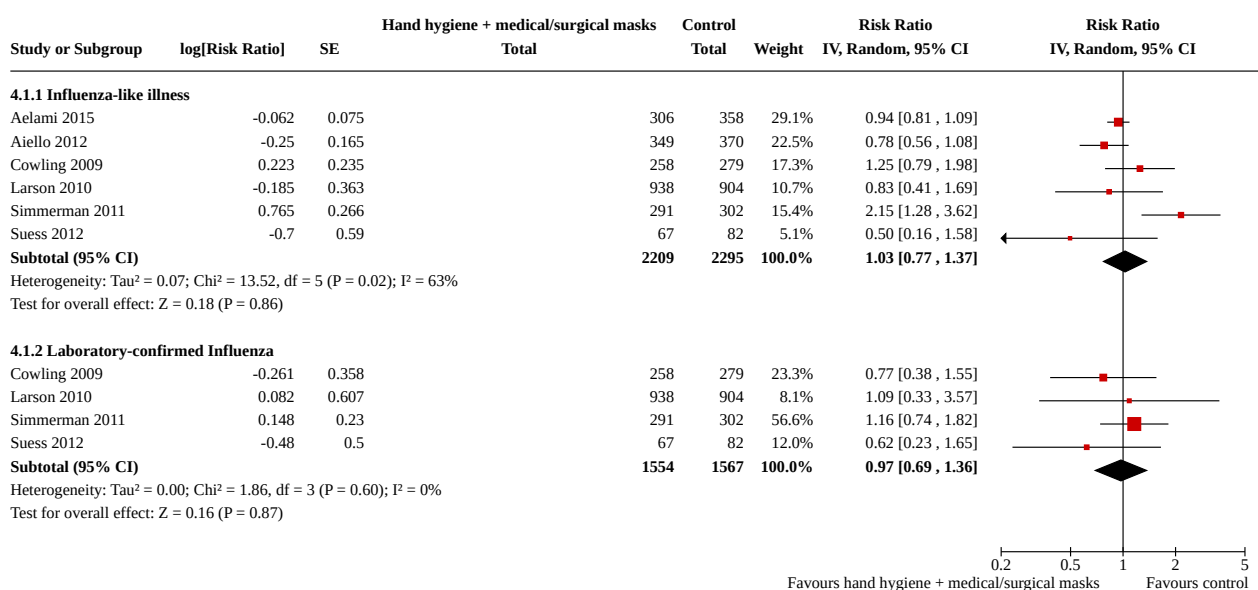 Hand hygiene + medical/surgical masks Control Risk Ratio Risk Ratio
Study or Subgroup log[Risk Ratio] SE Total Total Weight IV, Random, 95% CI IV, Random, 95% CI
4.1.1 Influenza-like illness
Aelami 2015 -0.062 0.075 306 358 29.1% 0.94 [0.81 , 1.09]
Aiello 2012 -0.25 0.165 349 370 22.5% 0.78 [0.56 , 1.08]
Cowling 2009 0.223 0.235 258 279 17.3% 1.25 [0.79 , 1.98]
Larson 2010 -0.185 0.363 938 904 10.7% 0.83 [0.41 , 1.69]
Simmerman 2011 0.765 0.266 291 302 15.4% 2.15 [1.28 , 3.62]
Suess 2012 -0.7 0.59 67 82 5.1% 0.50 [0.16 , 1.58]
Subtotal (95% CI) 2209 2295 100.0% 1.03 [0.77 , 1.37]
Heterogeneity: Tau² = 0.07; Chi² = 13.52, df = 5 (P = 0.02); I² = 63%
Test for overall effect: Z = 0.18 (P = 0.86)
4.1.2 Laboratory-confirmed Influenza
Cowling 2009 -0.261 0.358 258 279 23.3% 0.77 [0.38 , 1.55]
Larson 2010 0.082 0.607 938 904 8.1% 1.09 [0.33 , 3.57]
Simmerman 2011 0.148 0.23 291 302 56.6% 1.16 [0.74 , 1.82]
Suess 2012 -0.48 0.5 67 82 12.0% 0.62 [0.23 , 1.65]
Subtotal (95% CI) 1554 1567 100.0% 0.97 [0.69 , 1.36]
Heterogeneity: Tau² = 0.00; Chi² = 1.86, df = 3 (P = 0.60); I² = 0%
Test for overall effect: Z = 0.16 (P = 0.87)
0.2 0.5 1 2 5
Favours hand hygiene + medical/surgical masks Favours control